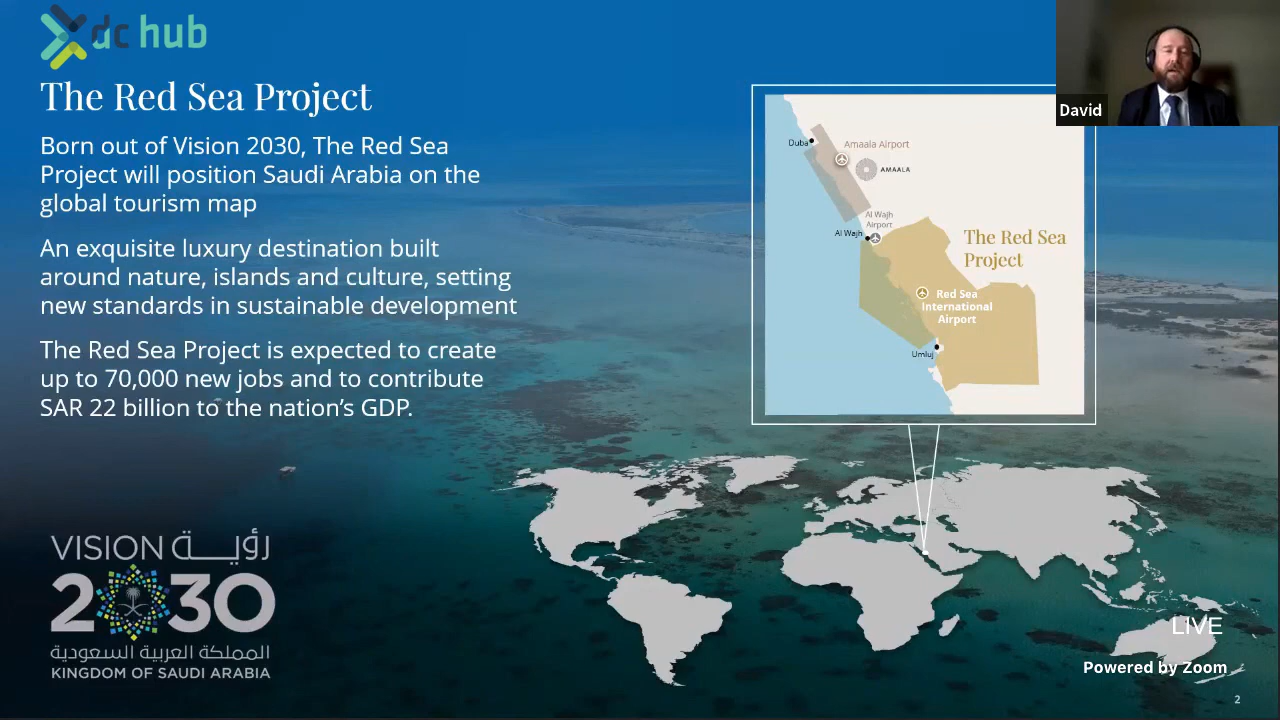 dc hub
The Red Sea Project
Born out of Vision 2030, The Red Sea
Project will position Saudi Arabia on the
global tourism map
An exquisite luxury destination built
around nature, islands and culture, setting
new standards in sustainable development
The Red Sea Project is expected to create
up to 70,000 new jobs and to contribute
SAR 22 billion to the nation’s GDP.
VISION رؤيــة
2030
المملكة العربية السعودية
KINGDOM OF SAUDI ARABIA
Duba
Amaala Airport
AMAALA
Al Wajh
Airport
Al Wajh
The Red Sea
Project
Red Sea
International
Airport
Umluj
David
LIVE
Powered by Zoom
2